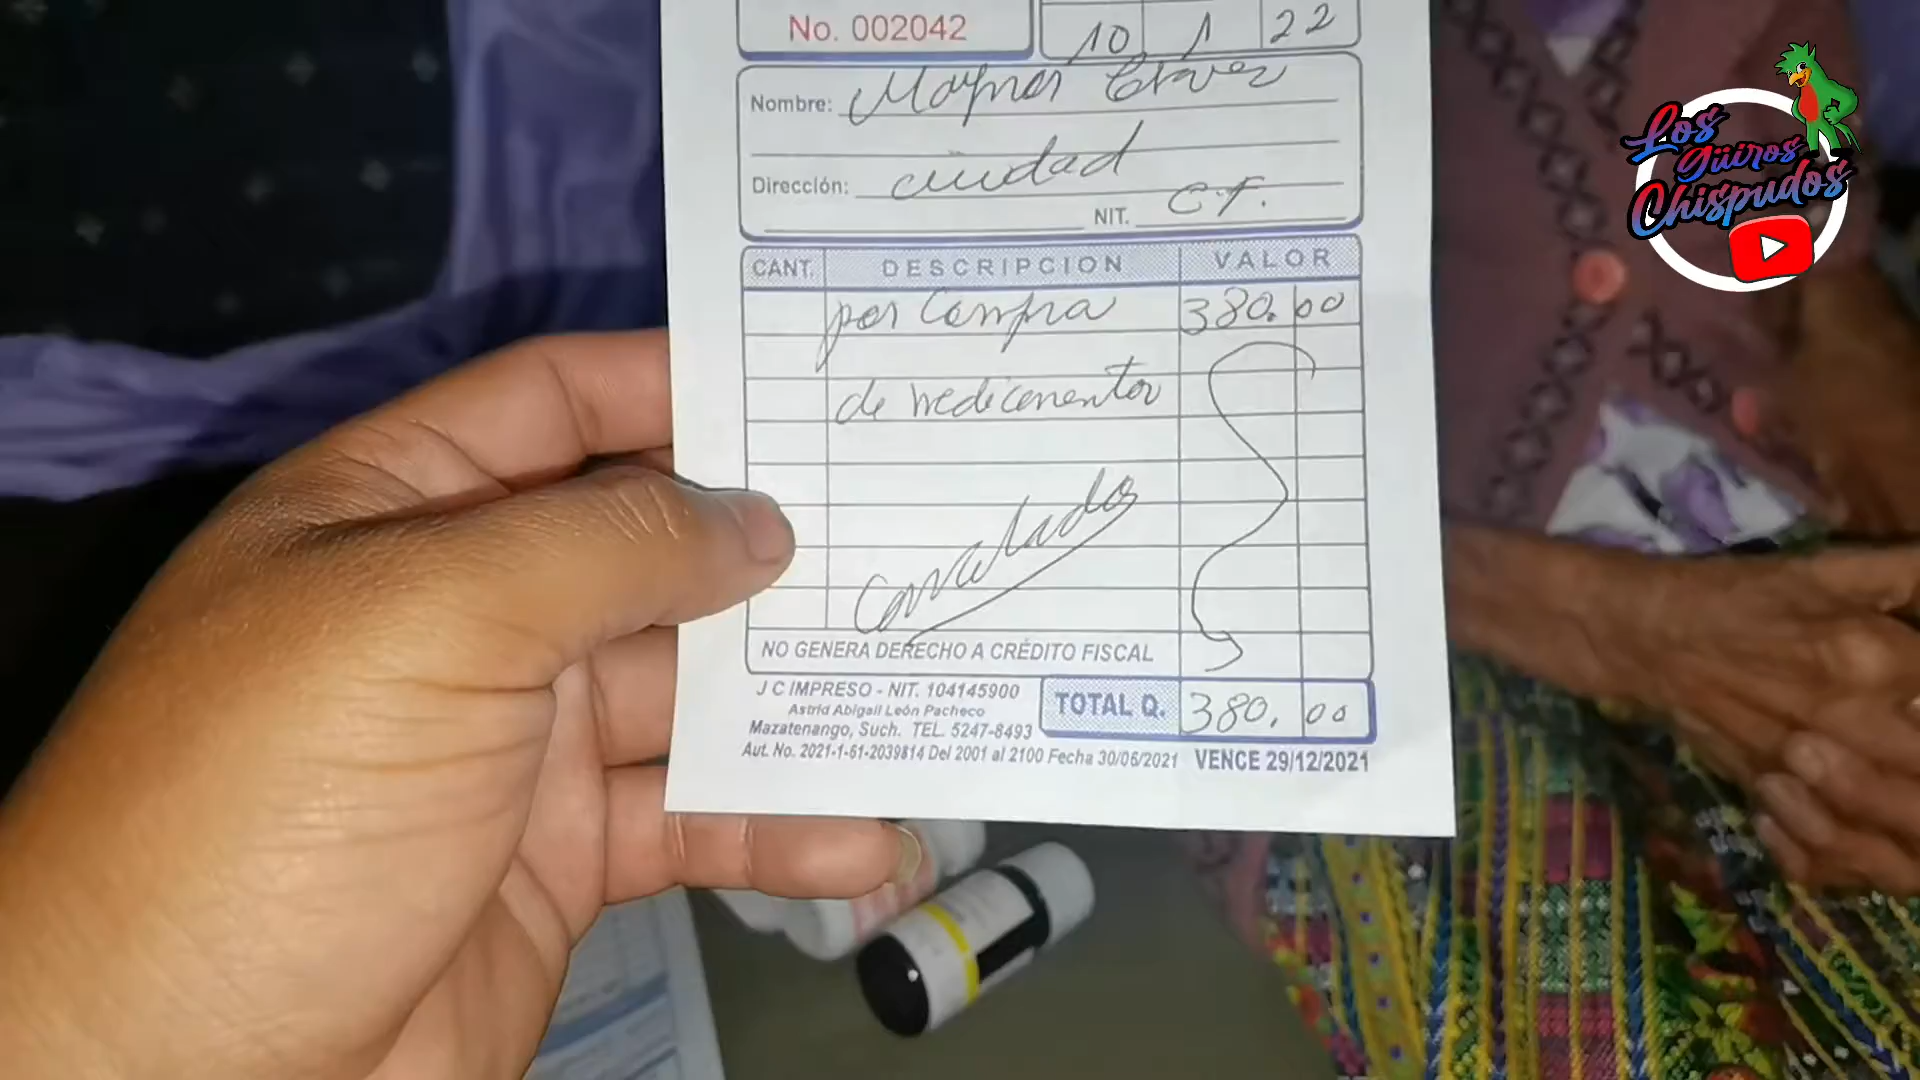 No. 002042
10 1 22
Nombre: Maynor Chavez
Dirección: ciudad
NIT. C.F.
CANT. DESCRIPCION VALOR
por Compra 380.00
de medicamentos
Cancelados
NO GENERA DERECHO A CRÉDITO FISCAL
J C IMPRESO - NIT. 104145900
Astrid Abigail León Pacheco
Mazatenango, Such. TEL. 5247-8493
TOTAL Q. 380.00
Aut. No. 2021-1-61-2039814 Del 2001 al 2100 Fecha 30/06/2021 VENCE 29/12/2021
Los
güiros
Chispudos